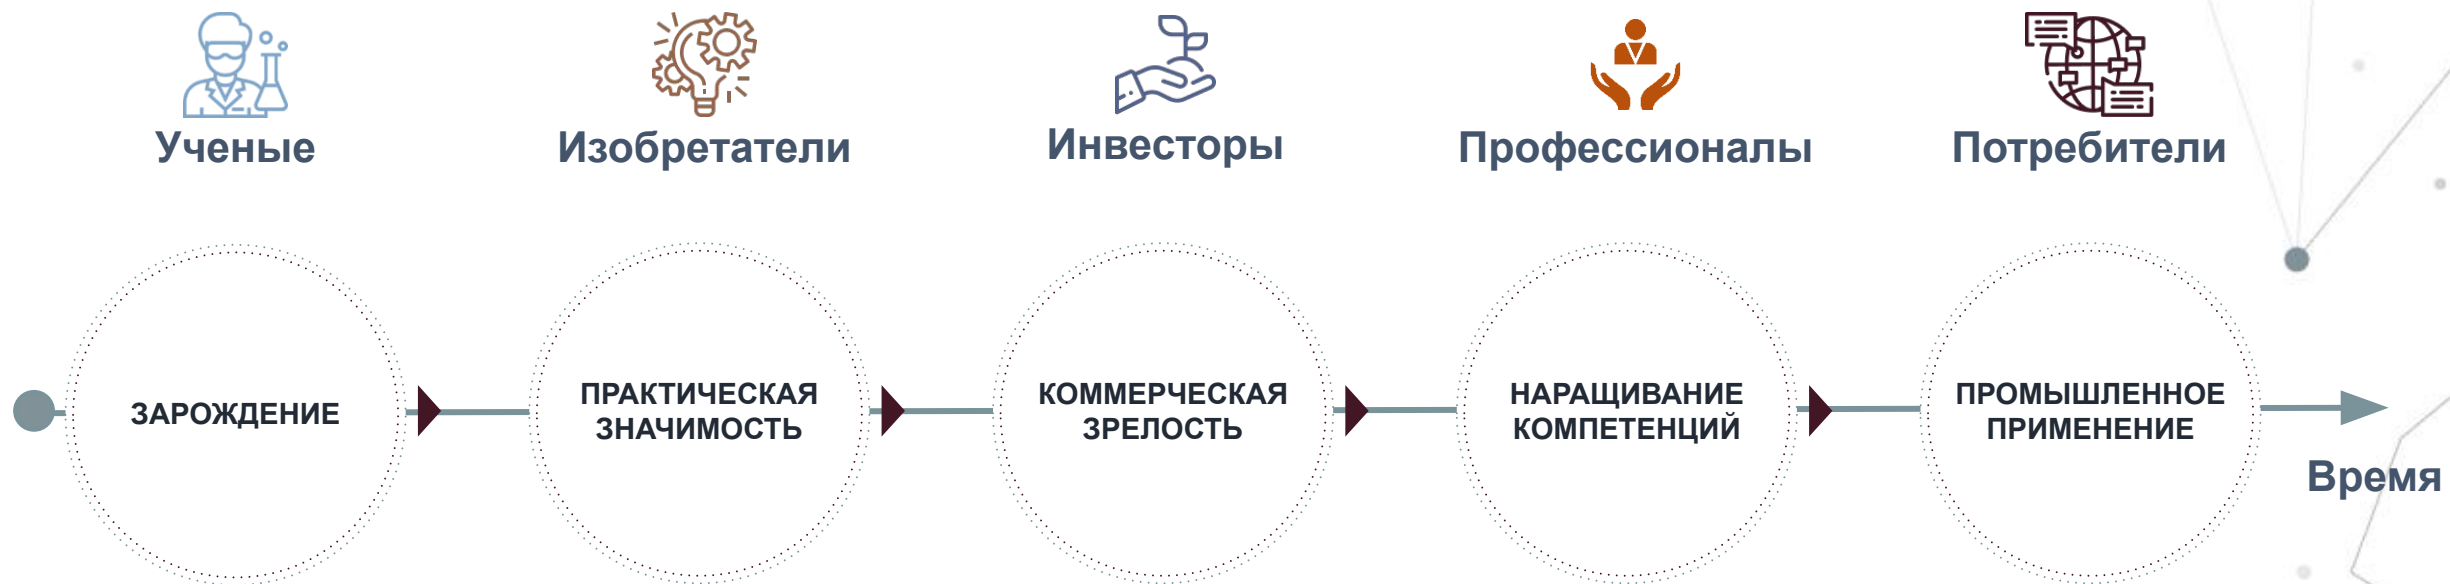 Ученые
Изобретатели
Инвесторы
Профессионалы
Потребители
ЗАРОЖДЕНИЕ
ПРАКТИЧЕСКАЯ
ЗНАЧИМОСТЬ
КОММЕРЧЕСКАЯ
ЗРЕЛОСТЬ
НАРАЩИВАНИЕ
КОМПЕТЕНЦИЙ
ПРОМЫШЛЕННОЕ
ПРИМЕНЕНИЕ
Время